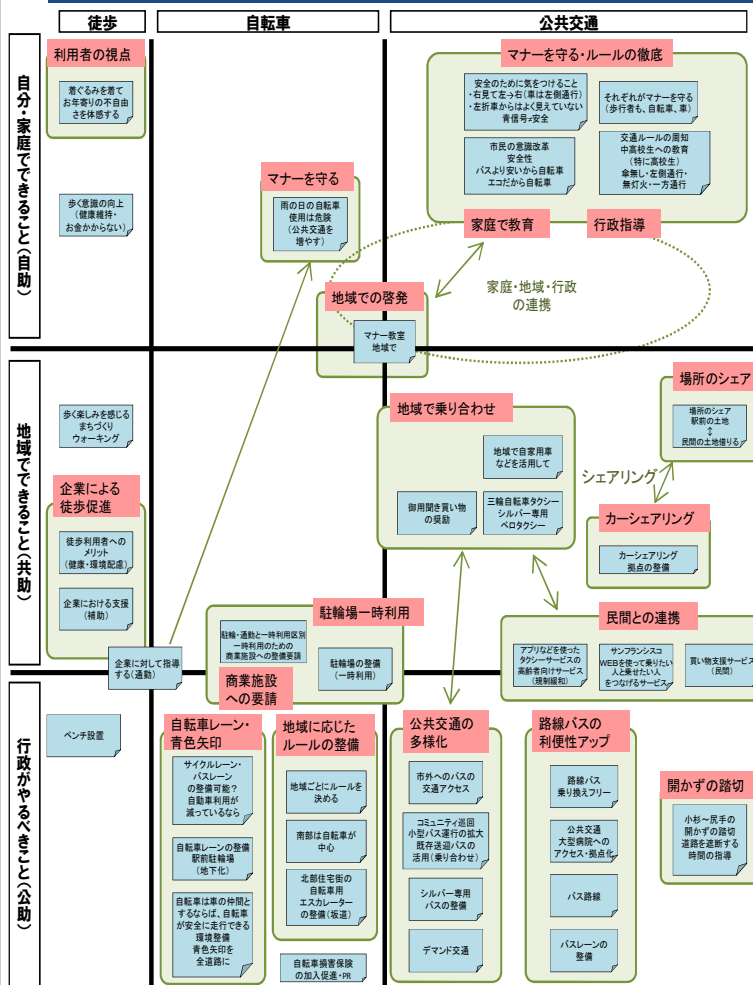 徒歩
自転車
公共交通
自分・家庭でできること(自助)
利用者の視点
着ぐるみを着て
お年寄りの不自由
さを体感する
歩く意識の向上
(健康維持・
お金かからない)
マナーを守る
雨の日の自転車
使用は危険
(公共交通を
増やす)
マナーを守る・ルールの徹底
安全のために気をつけること
・右見て左→右(車は左側通行)
・左折車からはよく見えていない
青信号≠安全
それぞれがマナーを守る
(歩行者も、自転車、車)
市民の意識改革
安全性
バスより安いから自転車
エコだから自転車
交通ルールの周知
中高校生への教育
(特に高校生)
傘無し・左側通行・
無灯火・一方通行
家庭で教育
行政指導
地域での啓発
マナー教室
地域で
家庭・地域・行政
の連携
地域でできること(共助)
歩く楽しみを感じる
まちづくり
ウォーキング
企業による
徒歩促進
徒歩利用者への
メリット
(健康・環境配慮)
企業における支援
(補助)
企業に対して指導
する(通勤)
駐輪場一時利用
駐輪・通勤と一時利用区別
一時利用のための
商業施設への整備要請
駐輪場の整備
(一時利用)
商業施設
への要請
地域で乗り合わせ
地域で自家用車
などを活用して
御用聞き買い物
の奨励
三輪自転車タクシー
シルバー専用
ベロタクシー
場所のシェア
場所のシェア
駅前の土地
↕
民間の土地借りる
シェアリング
カーシェアリング
カーシェアリング
拠点の整備
民間との連携
アプリなどを使った
タクシーサービスの
高齢者向けサービス
(規制緩和)
サンフランシスコ
WEBを使って乗りたい
人と乗せたい人
をつなげるサービス
買い物支援サービス
(民間)
行政がやるべきこと(公助)
ベンチ設置
自転車レーン・
青色矢印
サイクルレーン・
バスレーン
の整備可能?
自動車利用が
減っているなら
自転車レーンの整備
駅前駐輪場
(地下化)
自転車は車の仲間と
するならば、自転車
が安全に走行できる
環境整備
青色矢印を
全道路に
地域に応じた
ルールの整備
地域ごとにルールを
決める
南部は自転車が
中心
北部住宅街の
自転車用
エスカレーター
の整備(坂道)
自転車損害保険
の加入促進・PR
公共交通の
多様化
市外へのバスの
交通アクセス
コミュニティ巡回
小型バス運行の拡大
既存送迎バスの
活用(乗り合わせ)
シルバー専用
バスの整備
デマンド交通
路線バスの
利便性アップ
路線バス
乗り換えフリー
公共交通
大型病院への
アクセス・拠点化
バス路線
バスレーンの
整備
開かずの踏切
小杉～尻手の
開かずの踏切
道路を遮断する
時間の指導